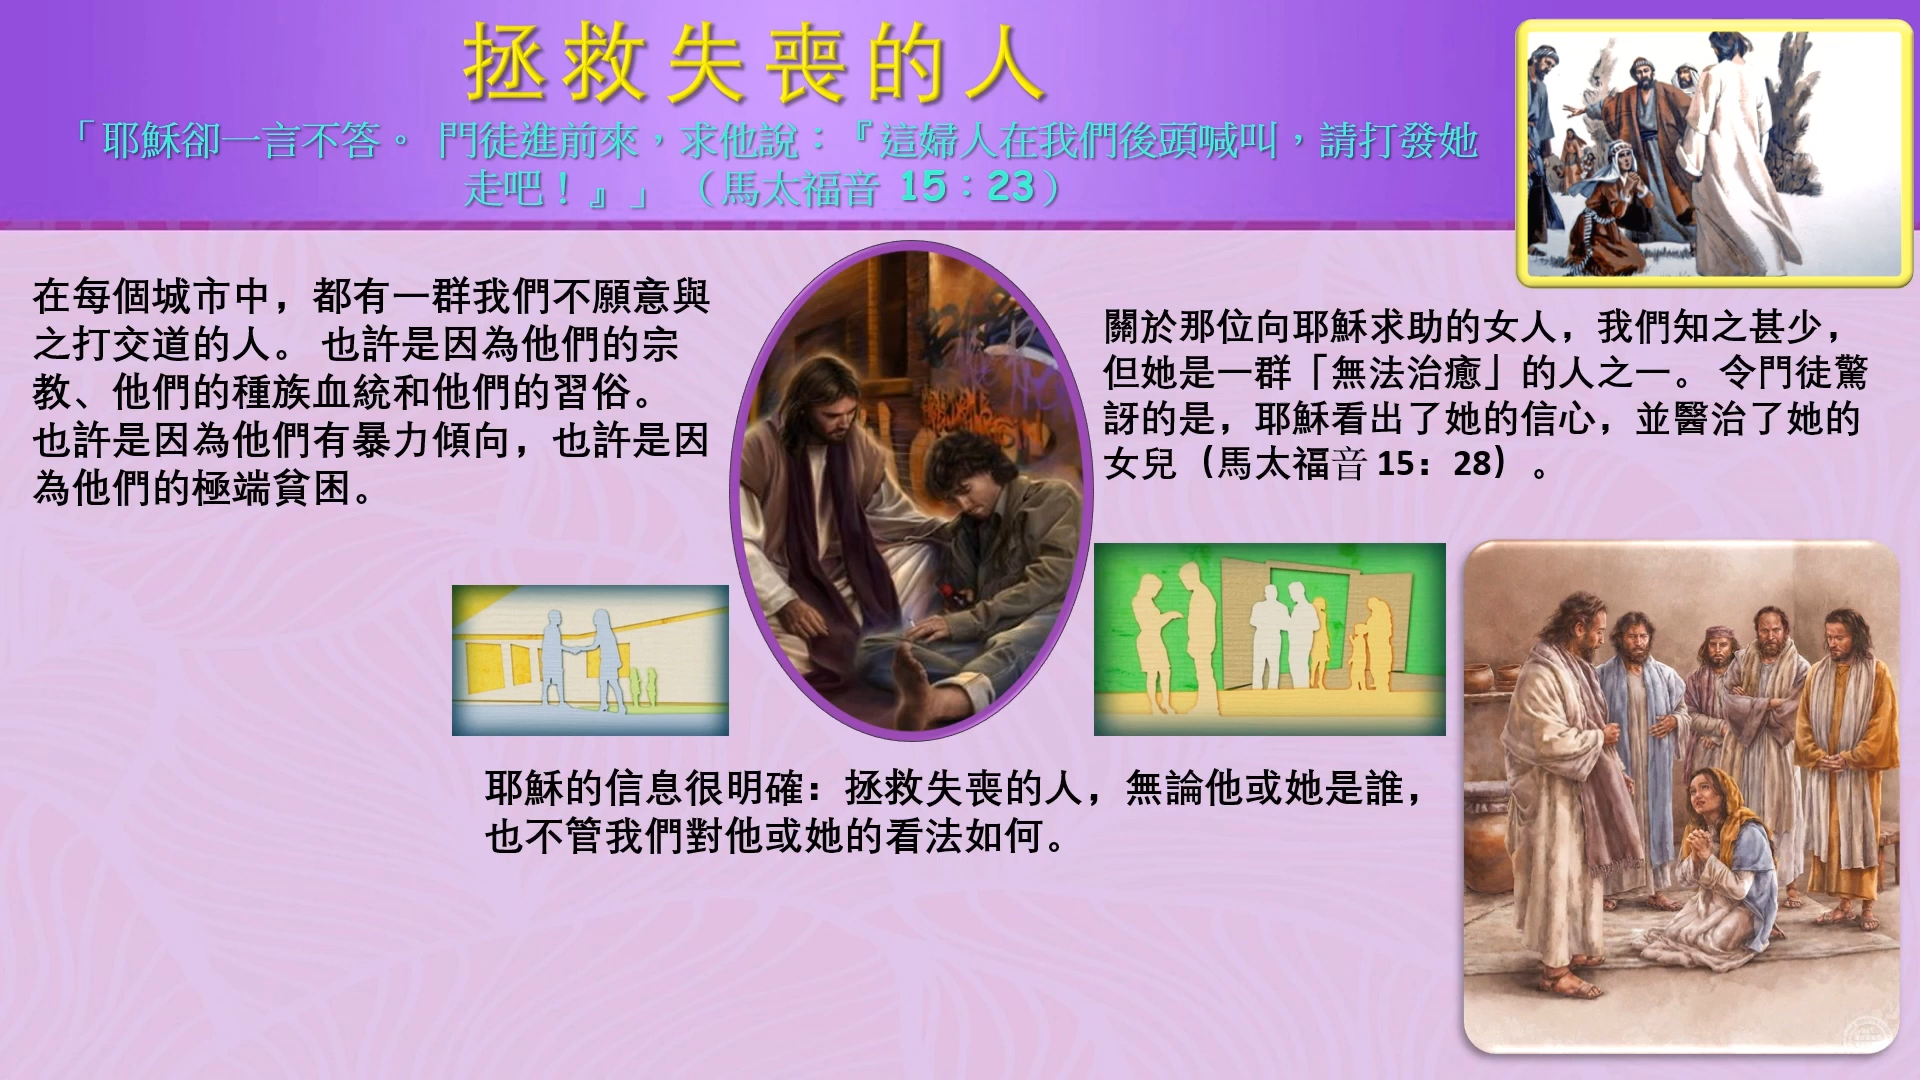 拯救失喪的人
「耶穌卻一言不答。 門徒進前來，求他說：『這婦人在我們後頭喊叫，請打發她
走吧！』」 （馬太福音 15：23）
在每個城市中，都有一群我們不願意與
之打交道的人。 也許是因為他們的宗
教、他們的種族血統和他們的習俗。
也許是因為他們有暴力傾向，也許是因
為他們的極端貧困。
關於那位向耶穌求助的女人，我們知之甚少，
但她是一群「無法治癒」的人之一。 令門徒驚
訝的是，耶穌看出了她的信心，並醫治了她的
女兒（馬太福音 15：28）。
耶穌的信息很明確：拯救失喪的人，無論他或她是誰，
也不管我們對他或她的看法如何。